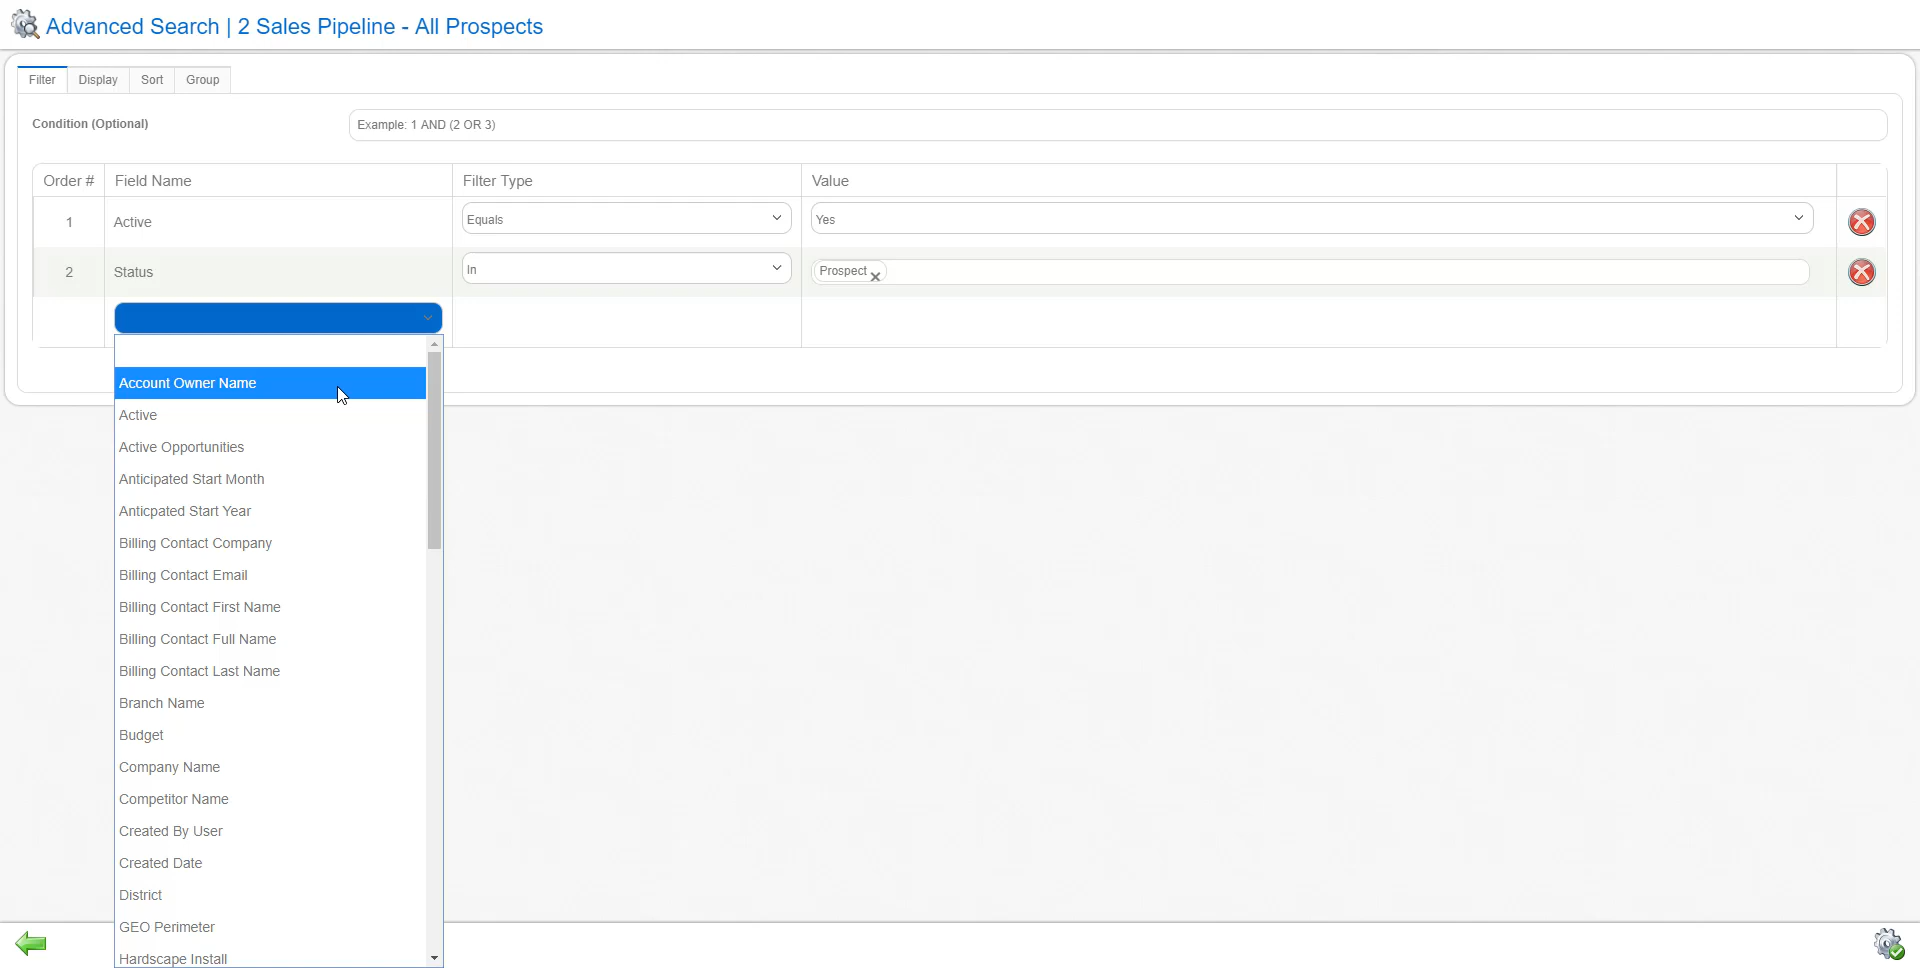 Advanced Search | 2 Sales Pipeline - All Prospects
Filter
Display
Sort
Group
Condition (Optional)
Example: 1 AND (2 OR 3)
Order #
Field Name
Filter Type
Value
1
Active
Equals
Yes
2
Status
In
Prospect
Account Owner Name
Active
Active Opportunities
Anticipated Start Month
Anticpated Start Year
Billing Contact Company
Billing Contact Email
Billing Contact First Name
Billing Contact Full Name
Billing Contact Last Name
Branch Name
Budget
Company Name
Competitor Name
Created By User
Created Date
District
GEO Perimeter
Hardscape Install